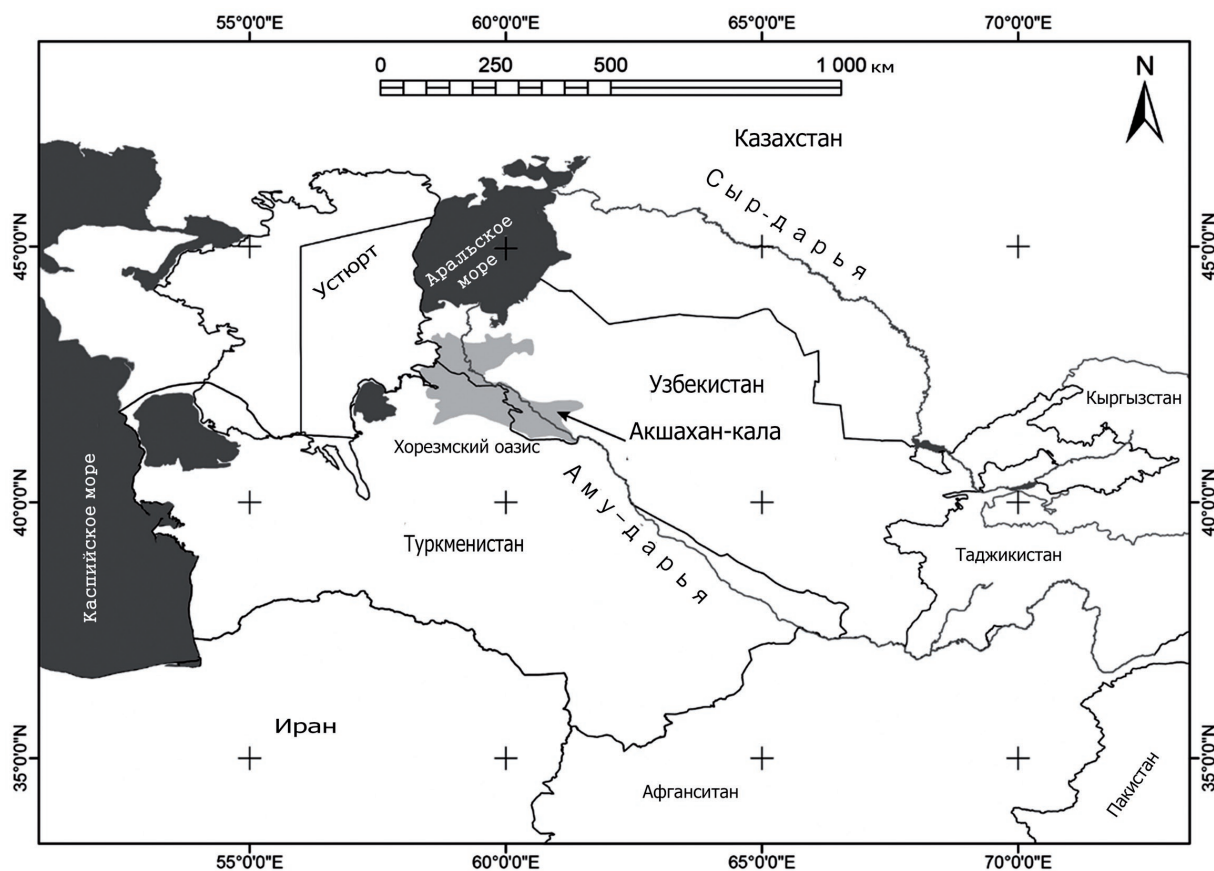 55°0'0"E 60°0'0"E 65°0'0"E 70°0'0"E
0 250 500 1 000 км
N
Казахстан
Сыр-дарья
45°0'0"N
45°0'0"N
Устюрт
Аральское
море
Узбекистан
Кыргызстан
Акшахан-кала
Хорезмский оазис
Аму-дарья
40°0'0"N
40°0'0"N
Каспийское море
Туркменистан
Таджикистан
Иран
35°0'0"N
35°0'0"N
Афганситан
Пакистан
55°0'0"E 60°0'0"E 65°0'0"E 70°0'0"E